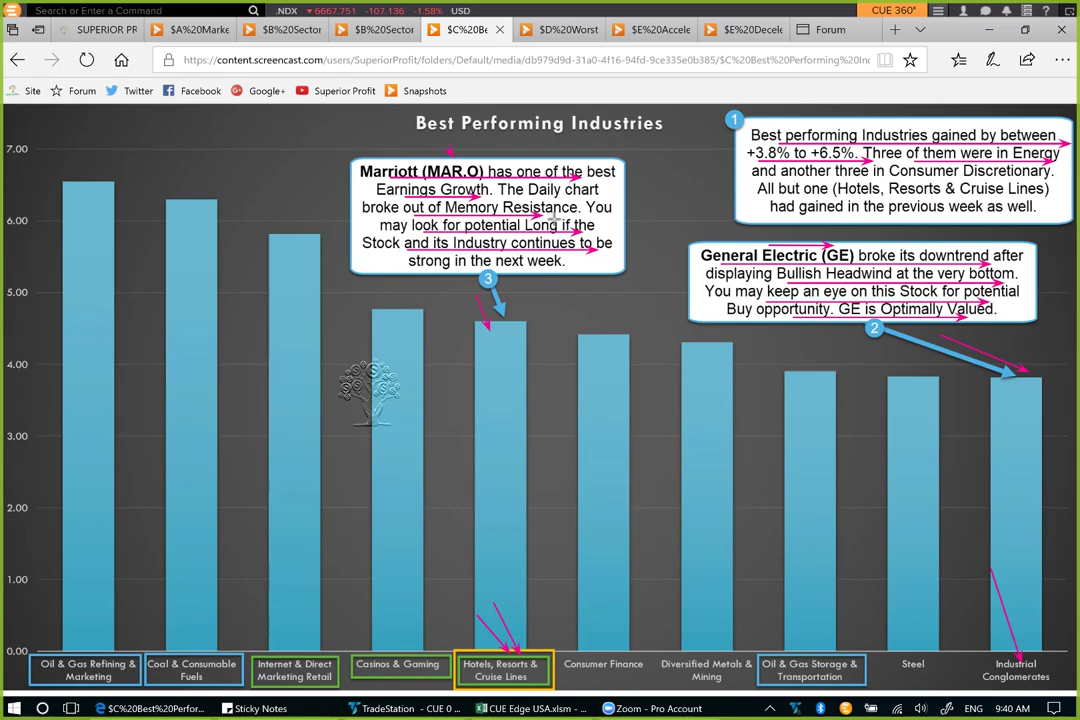 Search or Enter a Command
.NDX
6667.751
-107.136
-1.58%
USD
CUE 360°
SUPERIOR PR
$A%20Marke
$B%20Sector
$B%20Sector
$C%20Be
$D%20Worst
$E%20Accele
$E%20Decele
Forum
https://content.screencast.com/users/SuperiorProfit/folders/Default/media/db979d9d-31a0-4f16-94fd-9ce335e0b385/$C%20Best%20Performing%20Inc
Site
Forum
Twitter
Facebook
Google+
Superior Profit
Snapshots
Best Performing Industries
1
Best performing Industries gained by between
+3.8% to +6.5%. Three of them were in Energy
and another three in Consumer Discretionary.
All but one (Hotels, Resorts & Cruise Lines)
had gained in the previous week as well.
Marriott (MAR.O) has one of the best
Earnings Growth. The Daily chart
broke out of Memory Resistance. You
may look for potential Long if the
Stock and its Industry continues to be
strong in the next week.
3
General Electric (GE) broke its downtrend after
displaying Bullish Headwind at the very bottom.
You may keep an eye on this Stock for potential
Buy opportunity. GE is Optimally Valued.
2
7.00
6.00
5.00
4.00
3.00
2.00
1.00
0.00
Oil & Gas Refining &
Marketing
Coal & Consumable
Fuels
Internet & Direct
Marketing Retail
Casinos & Gaming
Hotels, Resorts &
Cruise Lines
Consumer Finance
Diversified Metals &
Mining
Oil & Gas Storage &
Transportation
Steel
Industrial
Conglomerates
$C%20Best%20Perfor...
Sticky Notes
TradeStation - CUE 0 ...
CUE Edge USA.xlsm - ...
Zoom - Pro Account
ENG
9:40 AM